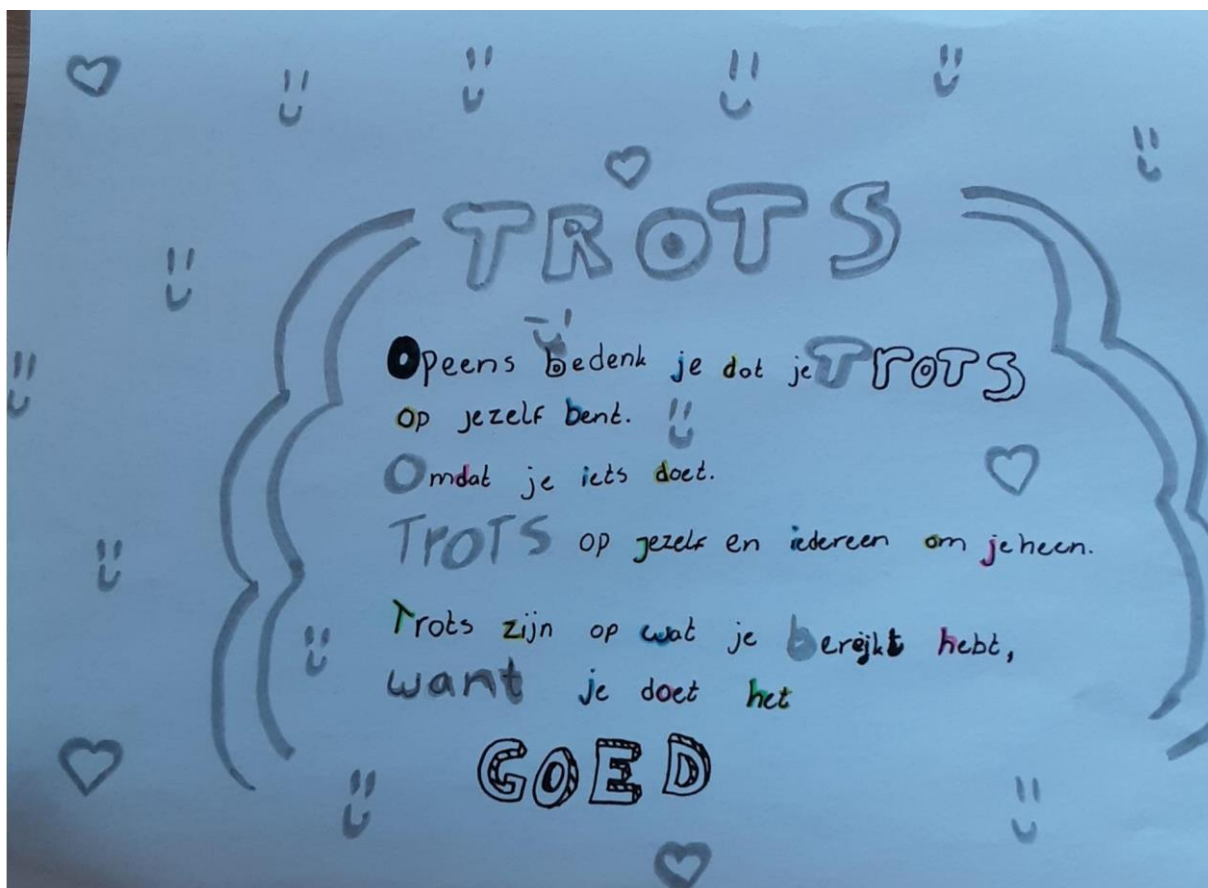 TROTS
Opeens bedenk je dat je TROTS
op jezelf bent.
Omdat je iets doet.
TROTS op jezelf en iedereen om je heen.
Trots zijn op wat je bereikt hebt,
want je doet het
GOED